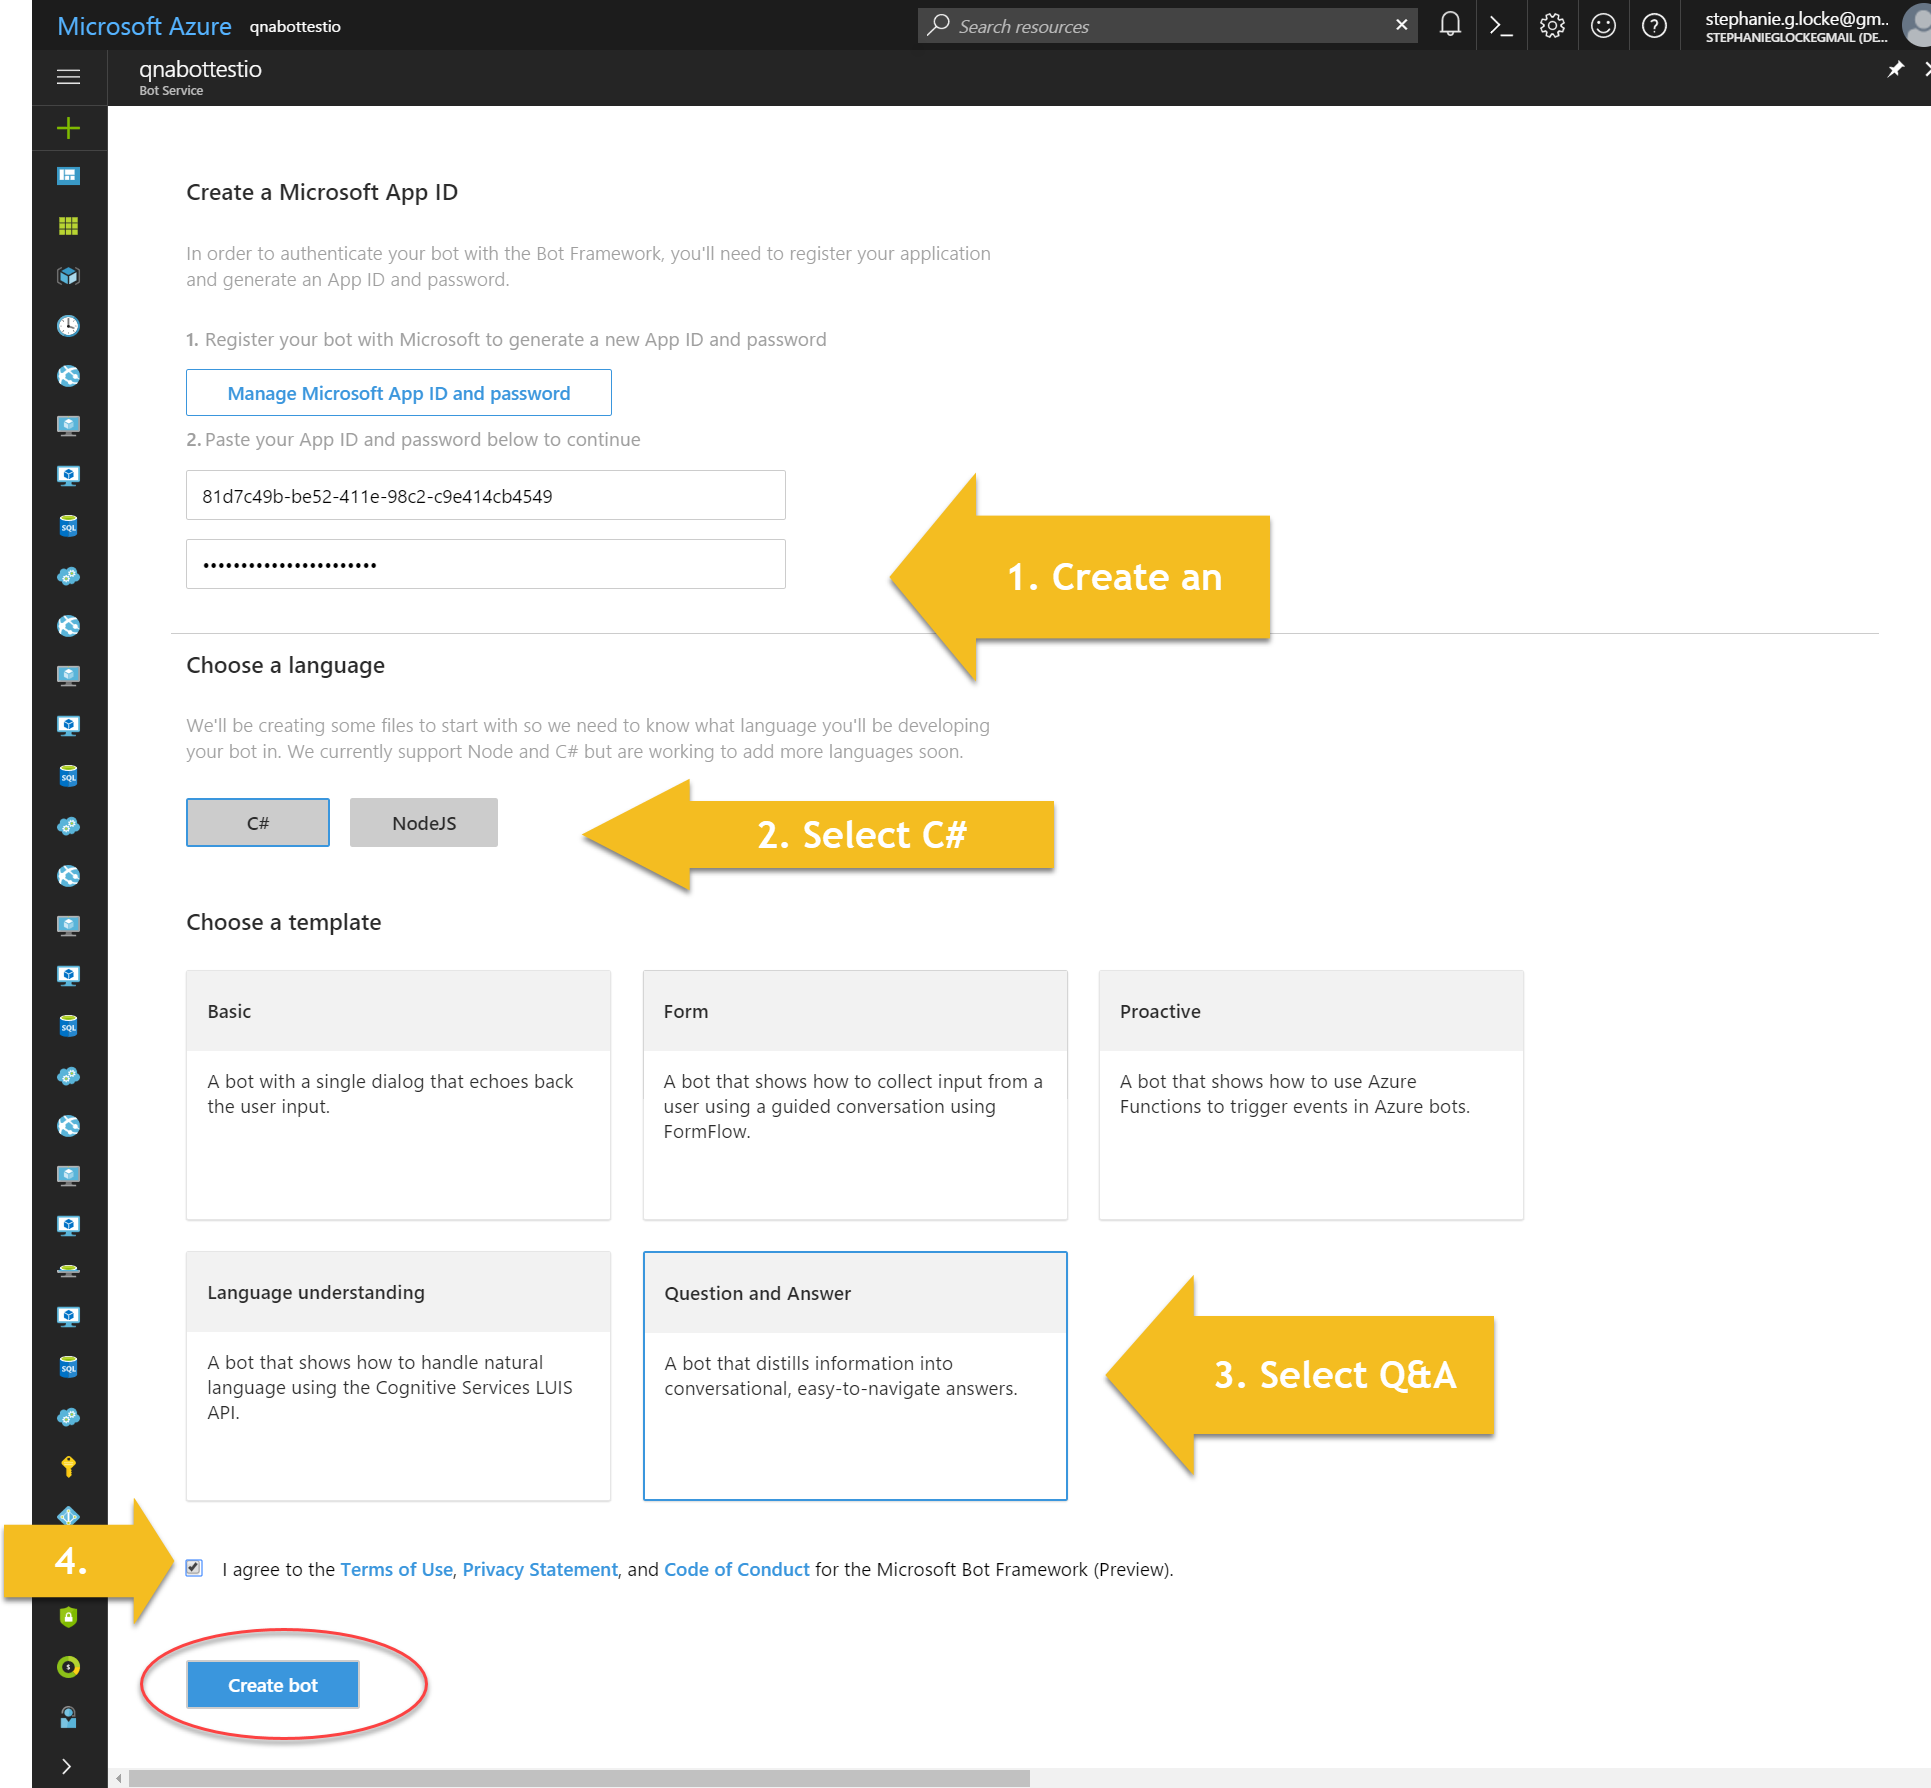 Microsoft Azure qnabottestio
Search resources
stephanie.g.locke@gm..
STEPHANIEGLOCKEGMAIL (DE...
qnabottestio
Bot Service
Create a Microsoft App ID
In order to authenticate your bot with the Bot Framework, you'll need to register your application
and generate an App ID and password.
1. Register your bot with Microsoft to generate a new App ID and password
Manage Microsoft App ID and password
2. Paste your App ID and password below to continue
81d7c49b-be52-411e-98c2-c9e414cb4549
•••••••••••••••••••••••
1. Create an
Choose a language
We'll be creating some files to start with so we need to know what language you'll be developing
your bot in. We currently support Node and C# but are working to add more languages soon.
C#
NodeJS
2. Select C#
Choose a template
Basic
A bot with a single dialog that echoes back
the user input.
Form
A bot that shows how to collect input from a
user using a guided conversation using
FormFlow.
Proactive
A bot that shows how to use Azure
Functions to trigger events in Azure bots.
Language understanding
A bot that shows how to handle natural
language using the Cognitive Services LUIS
API.
Question and Answer
A bot that distills information into
conversational, easy-to-navigate answers.
3. Select Q&A
4.
I agree to the Terms of Use, Privacy Statement, and Code of Conduct for the Microsoft Bot Framework (Preview).
Create bot